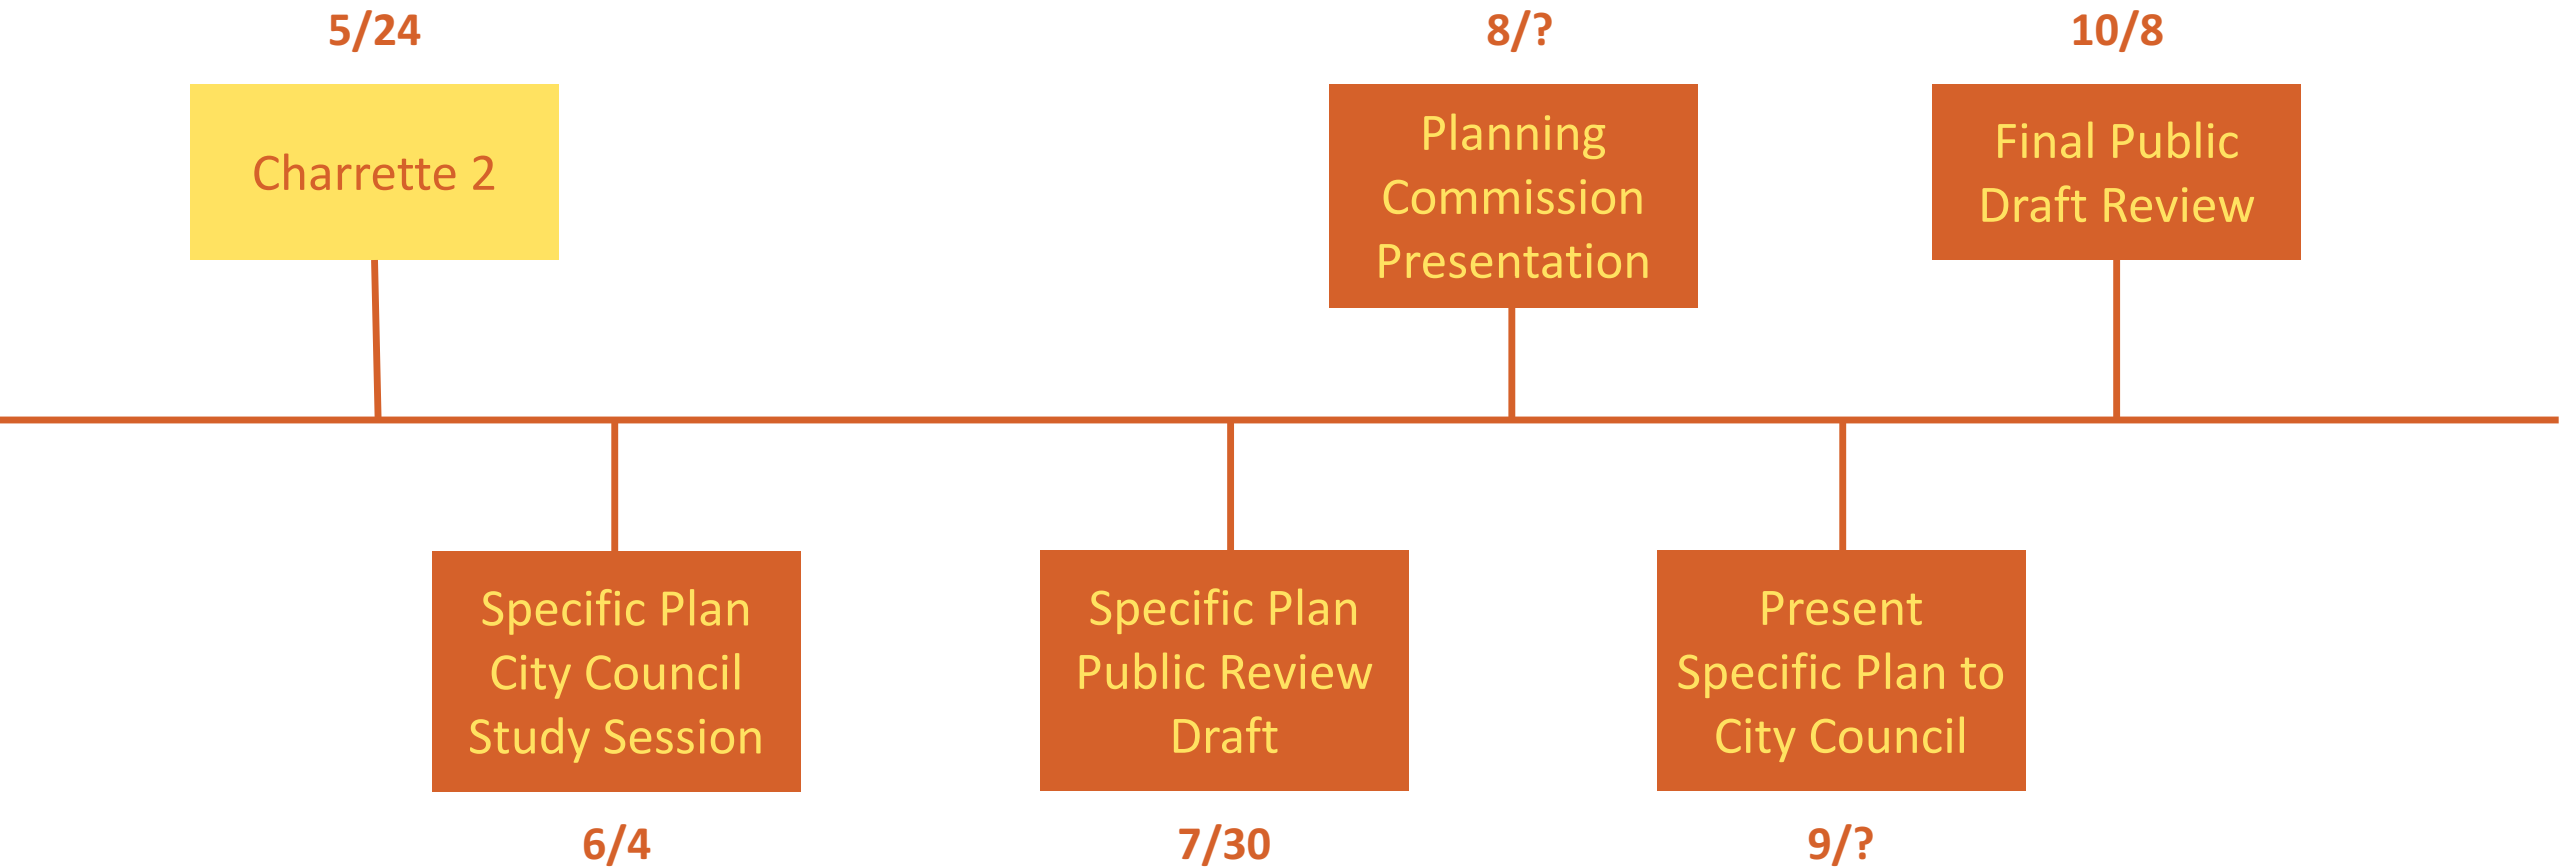 5/24
Charrette 2
Specific Plan
City Council
Study Session
6/4
Specific Plan
Public Review
Draft
7/30
8/?
Planning
Commission
Presentation
Present
Specific Plan to
City Council
9/?
10/8
Final Public
Draft Review